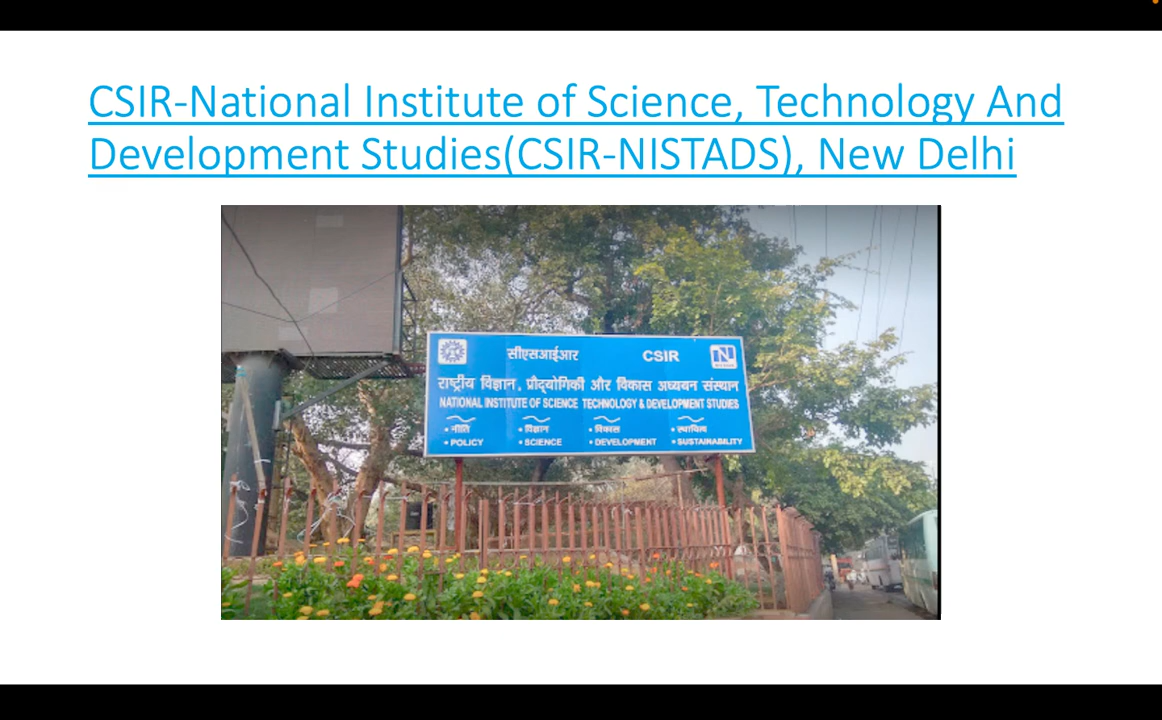 CSIR-National Institute of Science, Technology And
Development Studies(CSIR-NISTADS), New Delhi
सीएसआईआर CSIR
राष्ट्रीय विज्ञान, प्रौद्योगिकी और विकास अध्ययन संस्थान
NATIONAL INSTITUTE OF SCIENCE TECHNOLOGY & DEVELOPMENT STUDIES
• नीति • विज्ञान • विकास
• POLICY • SCIENCE • DEVELOPMENT • SUSTAINABILITY